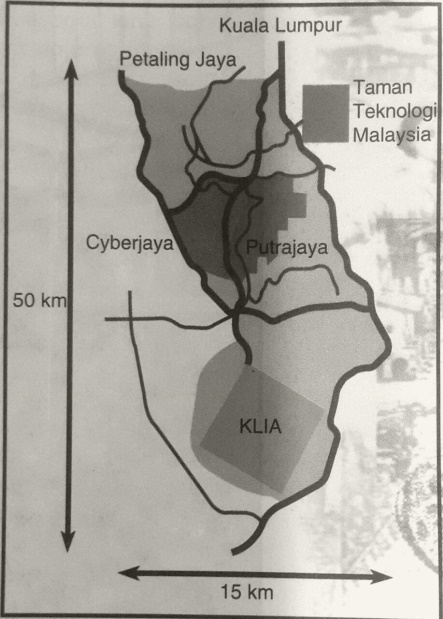 Kuala Lumpur
Petaling Jaya
Taman
Teknologi
Malaysia
Cyberjaya
Putrajaya
50 km
KLIA
15 km